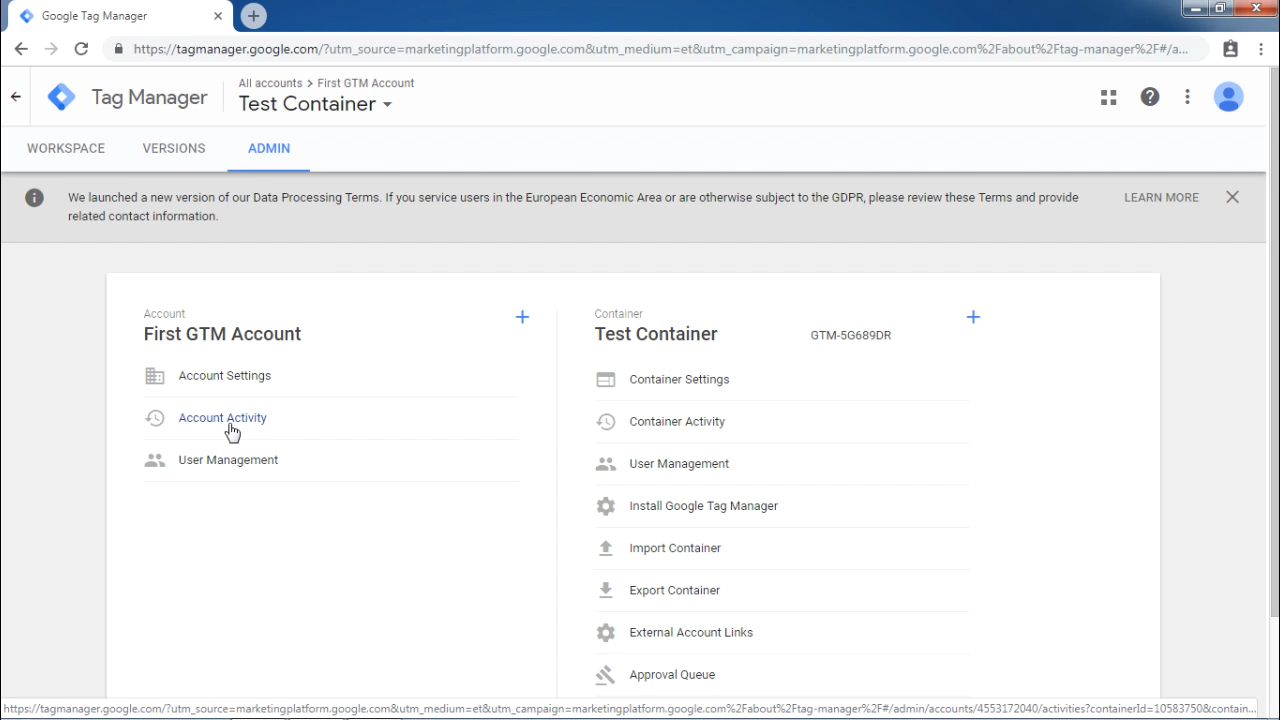 Google Tag Manager
https://tagmanager.google.com/?utm_source=marketingplatform.google.com&utm_medium=et&utm_campaign=marketingplatform.google.com%2Fabout%2Ftag-manager%2F#/a...
Tag Manager
All accounts > First GTM Account
Test Container
WORKSPACE VERSIONS ADMIN
We launched a new version of our Data Processing Terms. If you service users in the European Economic Area or are otherwise subject to the GDPR, please review these Terms and provide
related contact information.
LEARN MORE
Account
First GTM Account
Account Settings
Account Activity
User Management
Container
Test Container GTM-5G689DR
Container Settings
Container Activity
User Management
Install Google Tag Manager
Import Container
Export Container
External Account Links
Approval Queue
https://tagmanager.google.com/?utm_source=marketingplatform.google.com&utm_medium=et&utm_campaign=marketingplatform.google.com%2Fabout%2Ftag-manager%2F#/admin/accounts/4553172040/activities?containerId=10583750&contain...